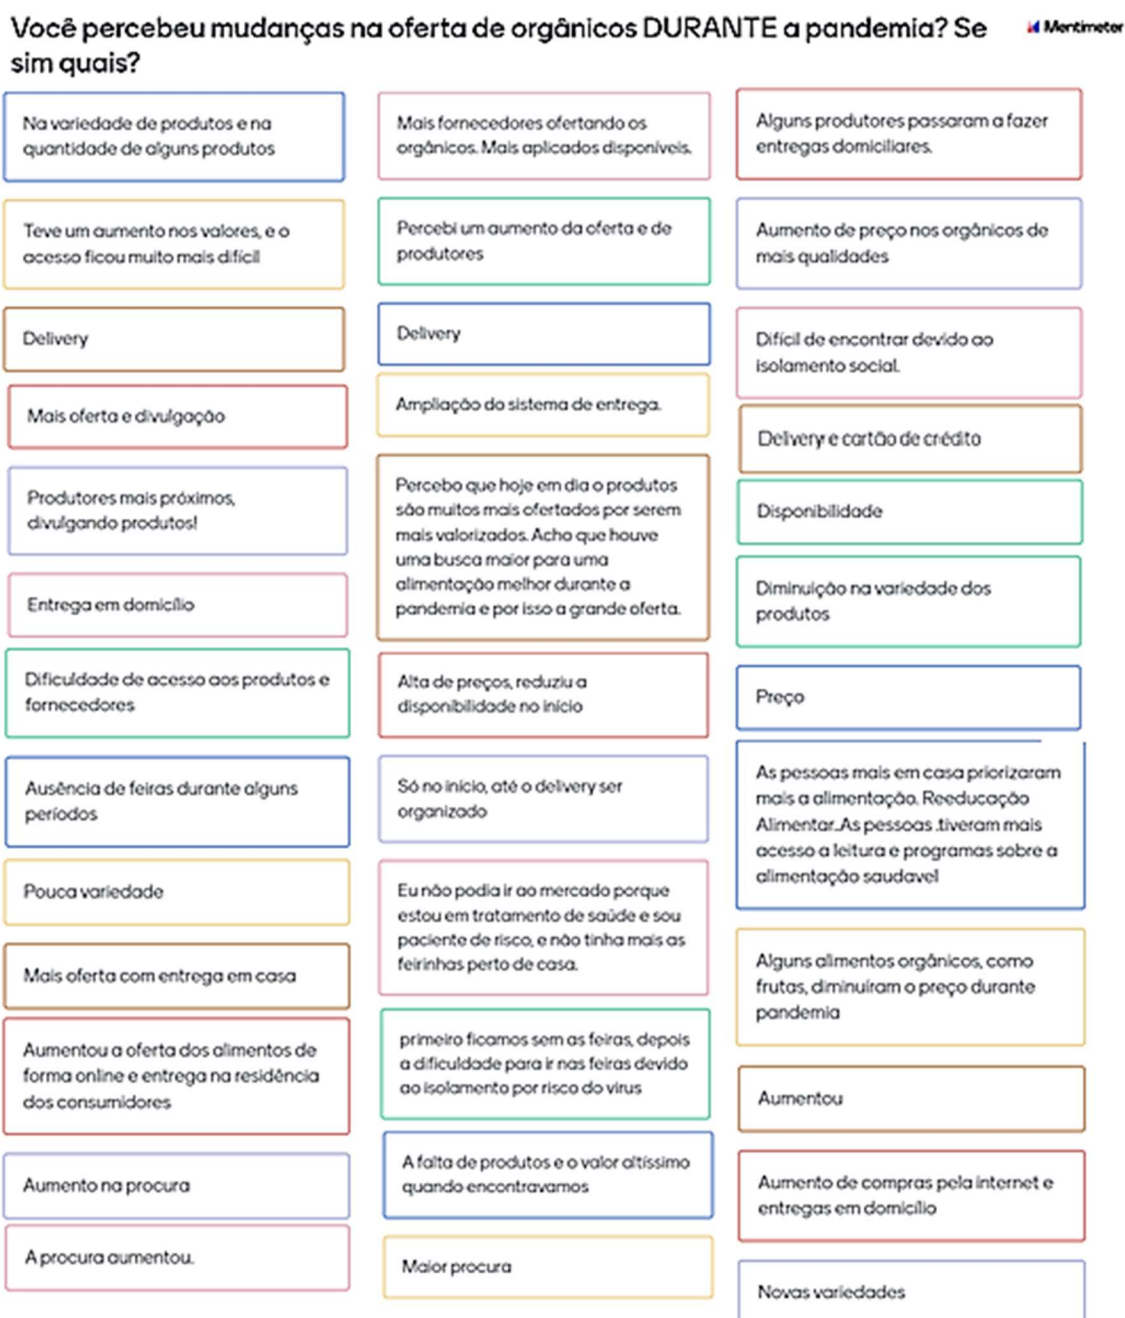 Você percebeu mudanças na oferta de orgânicos DURANTE a pandemia? Se
sim quais?
Mentimeter
Na variedade de produtos e na
quantidade de alguns produtos
Teve um aumento nos valores, e o
acesso ficou muito mais difícil
Delivery
Mais oferta e divulgação
Produtores mais próximos,
divulgando produtos!
Entrega em domicílio
Dificuldade de acesso aos produtos e
fornecedores
Ausência de feiras durante alguns
períodos
Pouca variedade
Mais oferta com entrega em casa
Aumentou a oferta dos alimentos de
forma online e entrega na residência
dos consumidores
Aumento na procura
A procura aumentou.
Mais fornecedores ofertando os
orgânicos. Mais aplicados disponíveis.
Percebi um aumento da oferta e de
produtores
Delivery
Ampliação do sistema de entrega.
Percebo que hoje em dia o produtos
são muitos mais ofertados por serem
mais valorizados. Acho que houve
uma busca maior para uma
alimentação melhor durante a
pandemia e por isso a grande oferta.
Alta de preços, reduziu a
disponibilidade no início
Só no início, até o delivery ser
organizado
Eu não podia ir ao mercado porque
estou em tratamento de saúde e sou
paciente de risco, e não tinha mais as
feirinhas perto de casa.
primeiro ficamos sem as feiras, depois
a dificuldade para ir nas feiras devido
ao isolamento por risco do vírus
A falta de produtos e o valor altíssimo
quando encontravamos
Maior procura
Alguns produtores passaram a fazer
entregas domiciliares.
Aumento de preço nos orgânicos de
mais qualidades
Difícil de encontrar devido ao
isolamento social.
Delivery e cartão de crédito
Disponibilidade
Diminuição na variedade dos
produtos
Preço
As pessoas mais em casa priorizaram
mais a alimentação. Reeducação
Alimentar..As pessoas .tiveram mais
acesso a leitura e programas sobre a
alimentação saudavel
Alguns alimentos orgânicos, como
frutas, diminuíram o preço durante
pandemia
Aumentou
Aumento de compras pela internet e
entregas em domicílio
Novas variedades